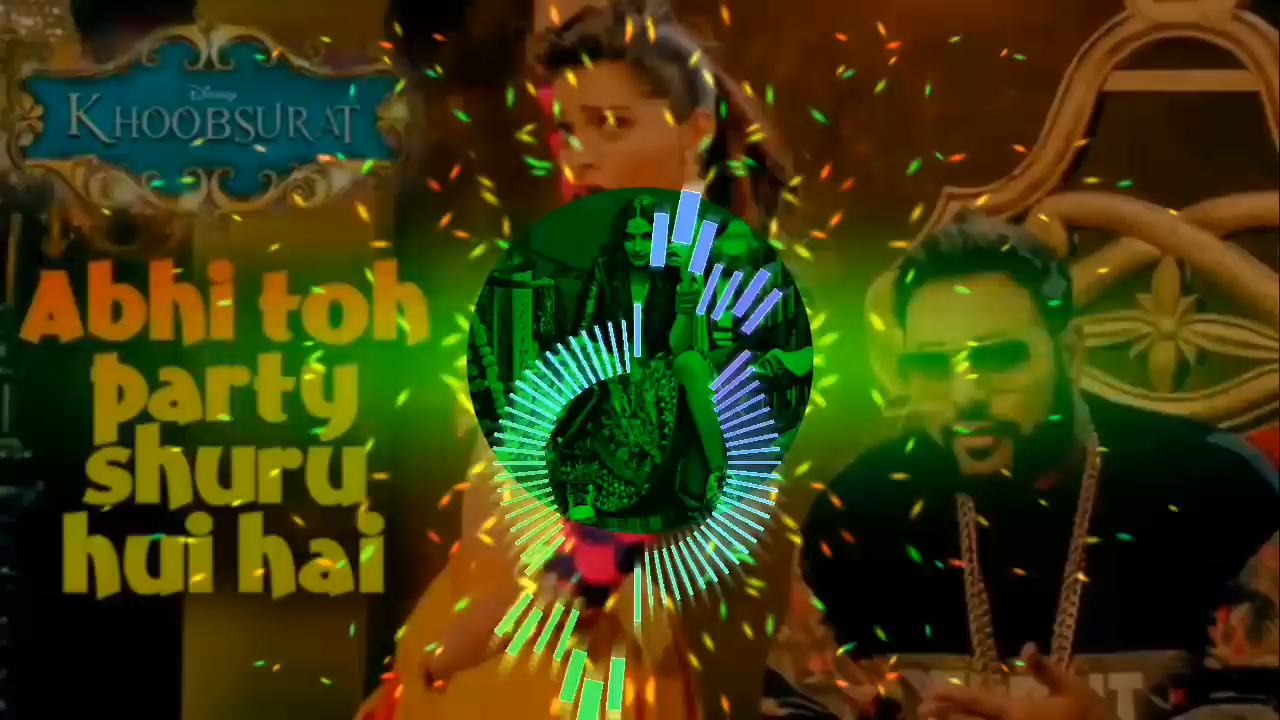 Disney
KHOOBSURAT
Abhi toh
party
shuru
hui hai